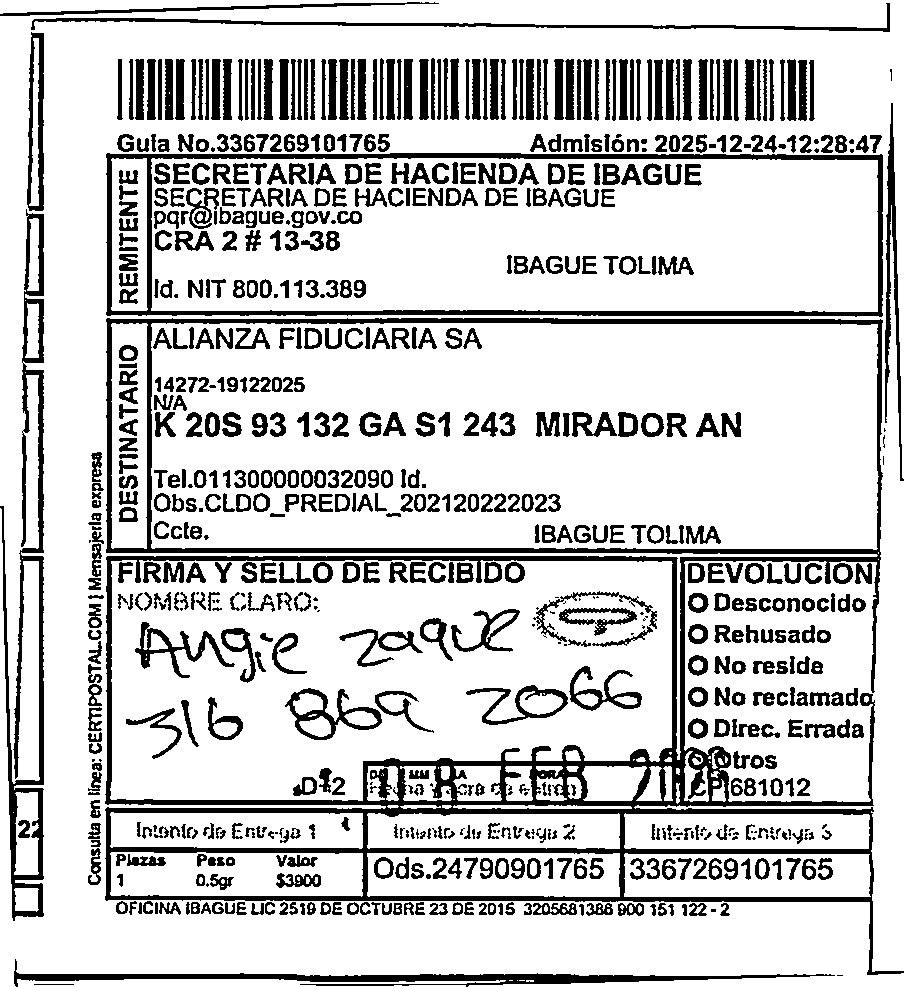 Guia No.3367269101765 Admisión: 2025-12-24-12:28:47
REMITENTE
SECRETARIA DE HACIENDA DE IBAGUE
SECRETARIA DE HACIENDA DE IBAGUE
pqr@ibague.gov.co
CRA 2 # 13-38
IBAGUE TOLIMA
Id. NIT 800.113.389
DESTINATARIO
ALIANZA FIDUCIARIA SA
14272-19122025
N/A
K 20S 93 132 GA S1 243 MIRADOR AN
Tel.011300000032090 Id.
Obs.CLDO_PREDIAL_202120222023
Ccte. IBAGUE TOLIMA
Consulta en linea: CERTIPOSTAL.COM | Mensajeria expresa
FIRMA Y SELLO DE RECIBIDO
NOMBRE CLARO:
Angie Zaque
316 869 2066
08 FEB
DEVOLUCION
Desconocido
Rehusado
No reside
No reclamado
Direc. Errada
Otros
CP 681012
22
Intento de Entrega 1 Intento de Entrega 2 Intento de Entrega 3
Plazas Peso Valor
1 0.5gr $3900
Ods.24790901765 3367269101765
OFICINA IBAGUE LIC 2519 DE OCTUBRE 23 DE 2015 3205681386 900 151 122 - 2